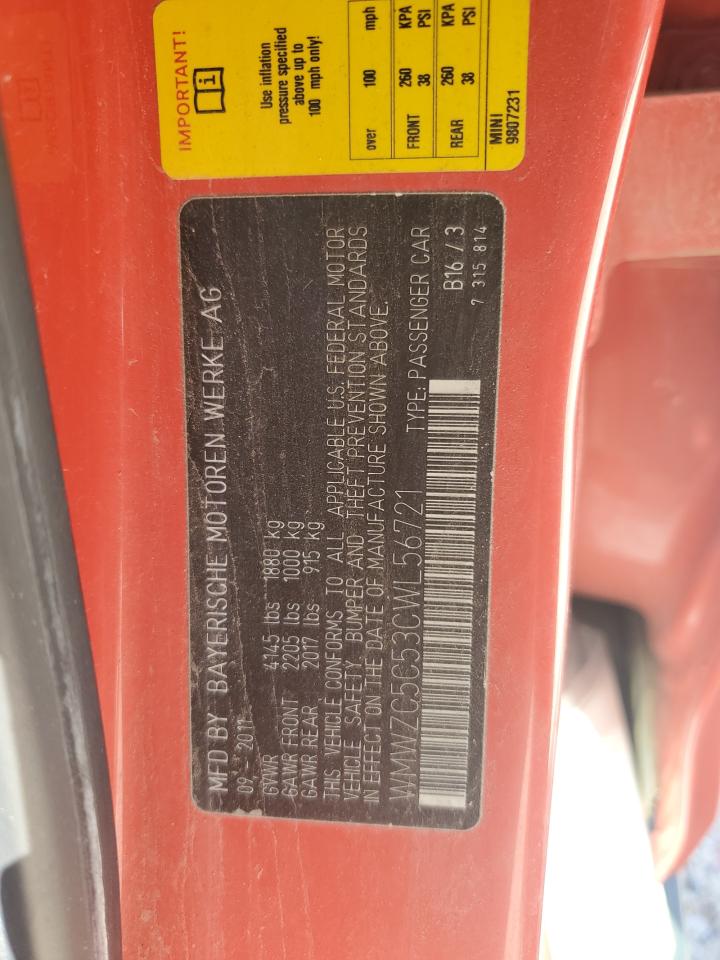 MFD BY BAYERISCHE MOTOREN WERKE AG
09 - 2011
GVWR 4145 lbs 1880 kg
GAWR FRONT 2205 lbs 1000 kg
GAWR REAR 2017 lbs 915 kg
THIS VEHICLE CONFORMS TO ALL APPLICABLE U.S. FEDERAL MOTOR
VEHICLE SAFETY, BUMPER AND THEFT PREVENTION STANDARDS
IN EFFECT ON THE DATE OF MANUFACTURE SHOWN ABOVE.
WMWZC5C53CWL56721 TYPE: PASSENGER CAR
B16 / 3
7 315 814
IMPORTANT!
i
Use inflation
pressure specified
above up to
100 mph only!
over 100 mph
FRONT 260 KPA
38 PSI
REAR 260 KPA
38 PSI
MINI
9807231